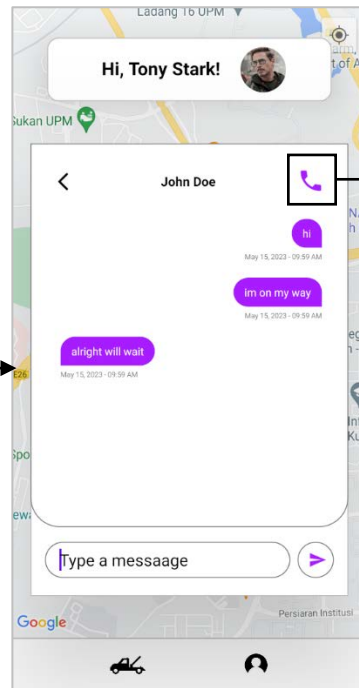 Ladang 16 UPM
Hi, Tony Stark!
arm,
t of A
Sukan UPM
John Doe
hi
May 15, 2023 - 09:59 AM
im on my way
May 15, 2023 - 09:59 AM
alright will wait
May 15, 2023 - 09:59 AM
E26
Type a messaage
Google
Persiaran Institusi